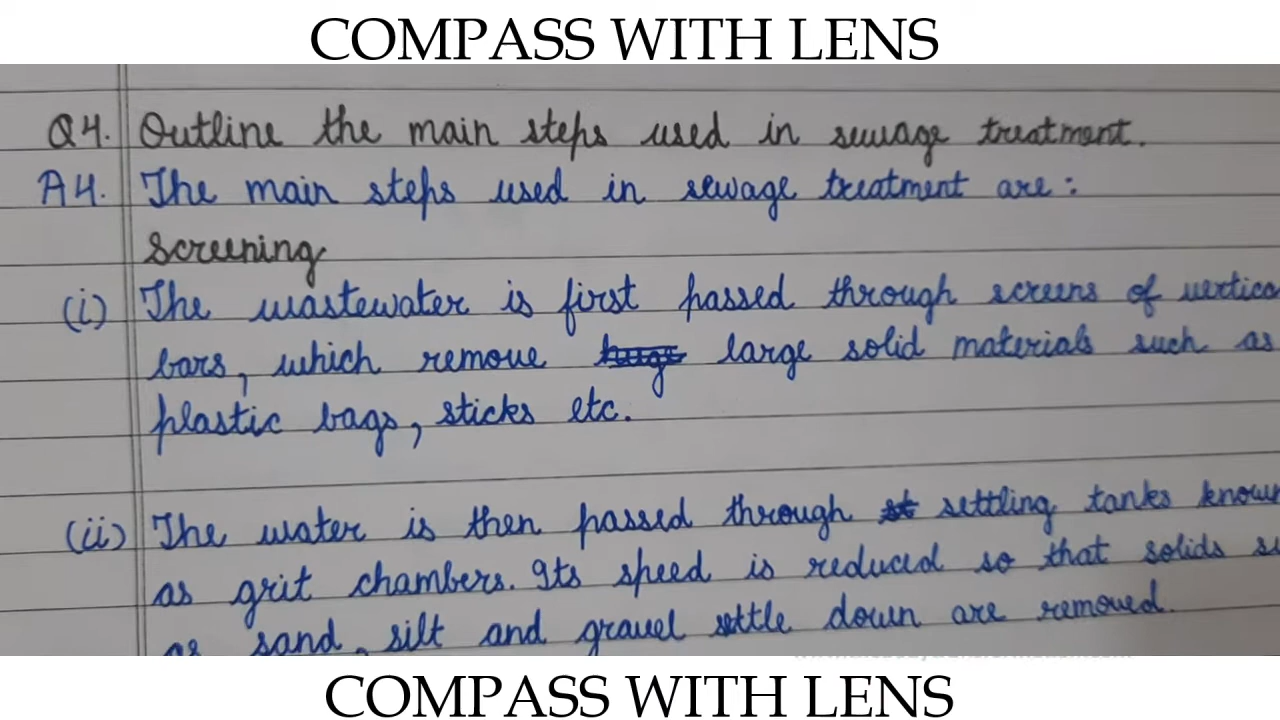 COMPASS WITH LENS
Q4. Outline the main steps used in sewage treatment.
A4. The main steps used in sewage treatment are:
Screening
(i) The wastewater is first passed through screens of vertica
bars, which remove large solid materials such as
plastic bags, sticks etc.
(ii) The water is then passed through settling tanks known
as grit chambers. Its speed is reduced so that solids su
as sand, silt and gravel settle down are removed.
COMPASS WITH LENS